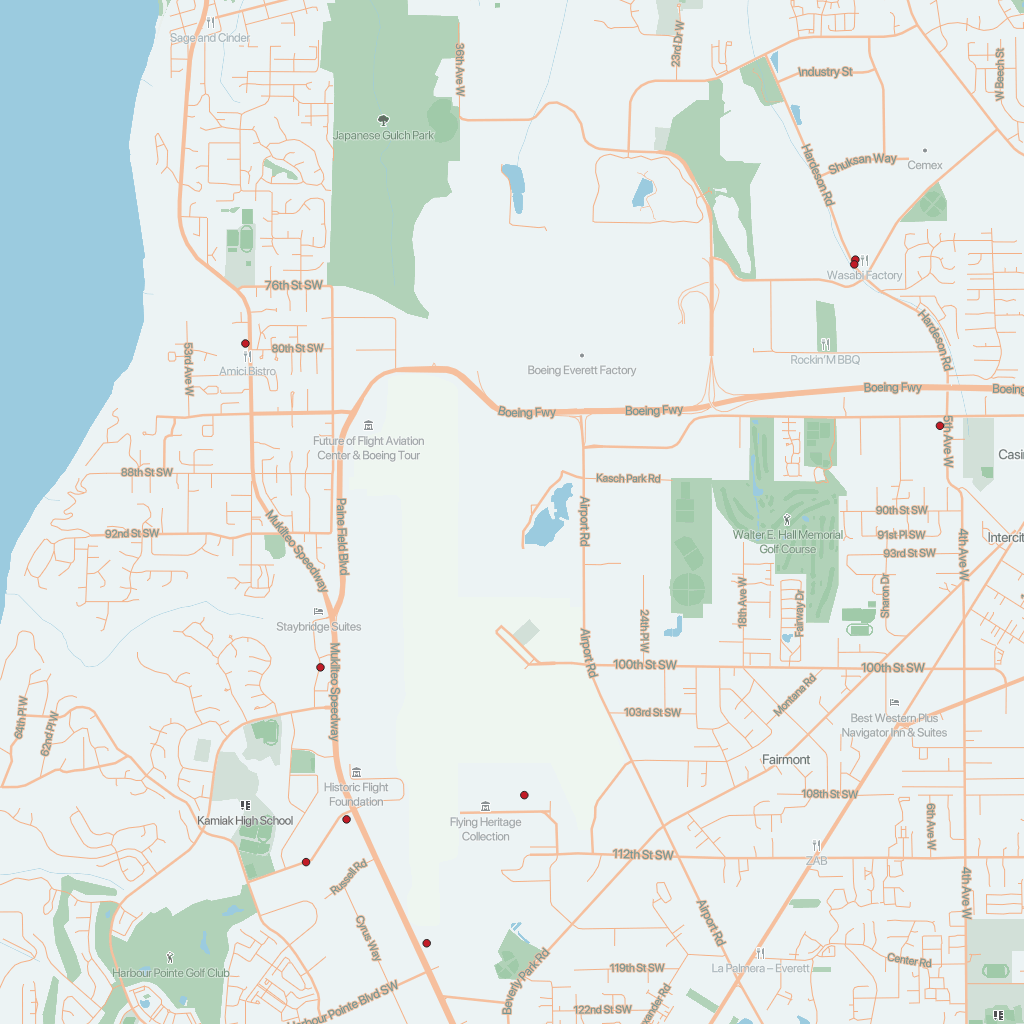 Sage and Cinder
36th Ave W
23rd Dr W
Industry St
W Beech St
Japanese Gulch Park
Hardeson Rd
Shuksan Way
Cemex
Wasabi Factory
76th St SW
Hardeson Rd
80th St SW
53rd Ave W
Amici Bistro
Rockin'M BBQ
Boeing Everett Factory
Boeing Fwy
Boeing Fwy
Boeing Fwy
Boeing
Future of Flight Aviation
Center & Boeing Tour
5th Ave W
Casin
88th St SW
Kasch Park Rd
Paine Field Blvd
Airport Rd
90th St SW
Mukilteo Speedway
92nd St SW
Walter E. Hall Memorial
Golf Course
91st Pl SW
Intercit
93rd St SW
4th Ave W
18th Ave W
Fairway Dr
Sharon Dr
Staybridge Suites
24th Pl W
Airport Rd
100th St SW
100th St SW
Mukilteo Speedway
Montana Rd
64th Pl W
62nd Pl W
103rd St SW
Best Western Plus
Navigator Inn & Suites
Fairmont
Historic Flight
Foundation
108th St SW
Kamiak High School
Flying Heritage
Collection
6th Ave W
112th St SW
ZAB
Russell Rd
4th Ave W
Cyrus Way
Airport Rd
Harbour Pointe Golf Club
Beverly Park Rd
119th St SW
La Palmera – Everett
Center Rd
Harbour Pointe Blvd SW
122nd St SW
exander Rd